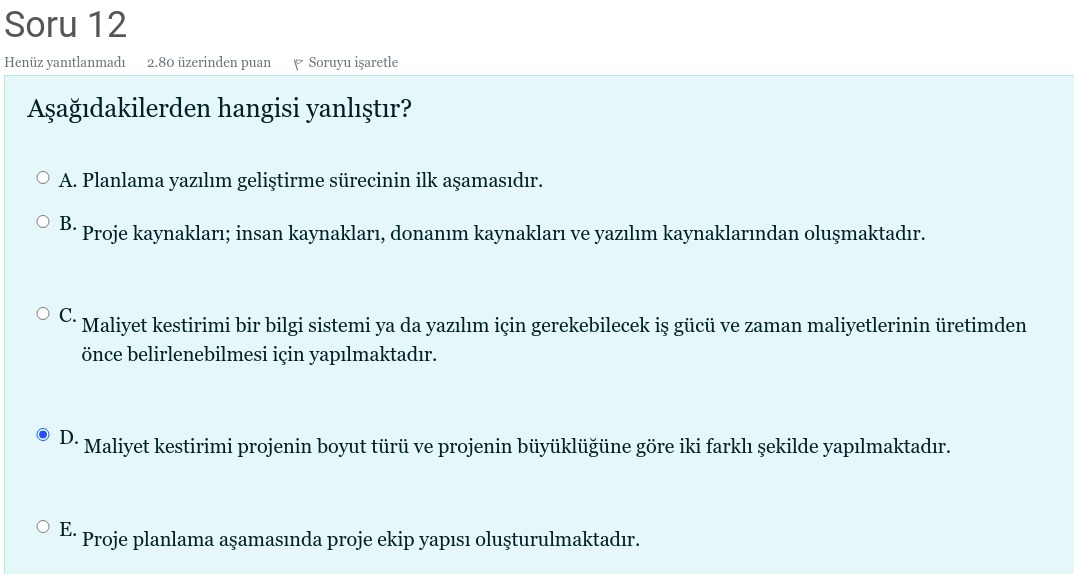 Soru 12
Henüz yanıtlanmadı 2.80 üzerinden puan Soruyu işaretle
Aşağıdakilerden hangisi yanlıştır?
A. Planlama yazılım geliştirme sürecinin ilk aşamasıdır.
B. Proje kaynakları; insan kaynakları, donanım kaynakları ve yazılım kaynaklarından oluşmaktadır.
C. Maliyet kestirimi bir bilgi sistemi ya da yazılım için gerekebilecek iş gücü ve zaman maliyetlerinin üretimden
önce belirlenebilmesi için yapılmaktadır.
D. Maliyet kestirimi projenin boyut türü ve projenin büyüklüğüne göre iki farklı şekilde yapılmaktadır.
E. Proje planlama aşamasında proje ekip yapısı oluşturulmaktadır.